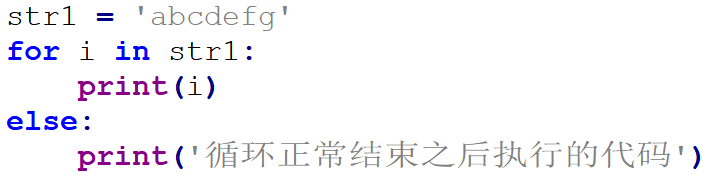 str1 = 'abcdefg'
for i in str1:
    print(i)
else:
    print('循环正常结束之后执行的代码')